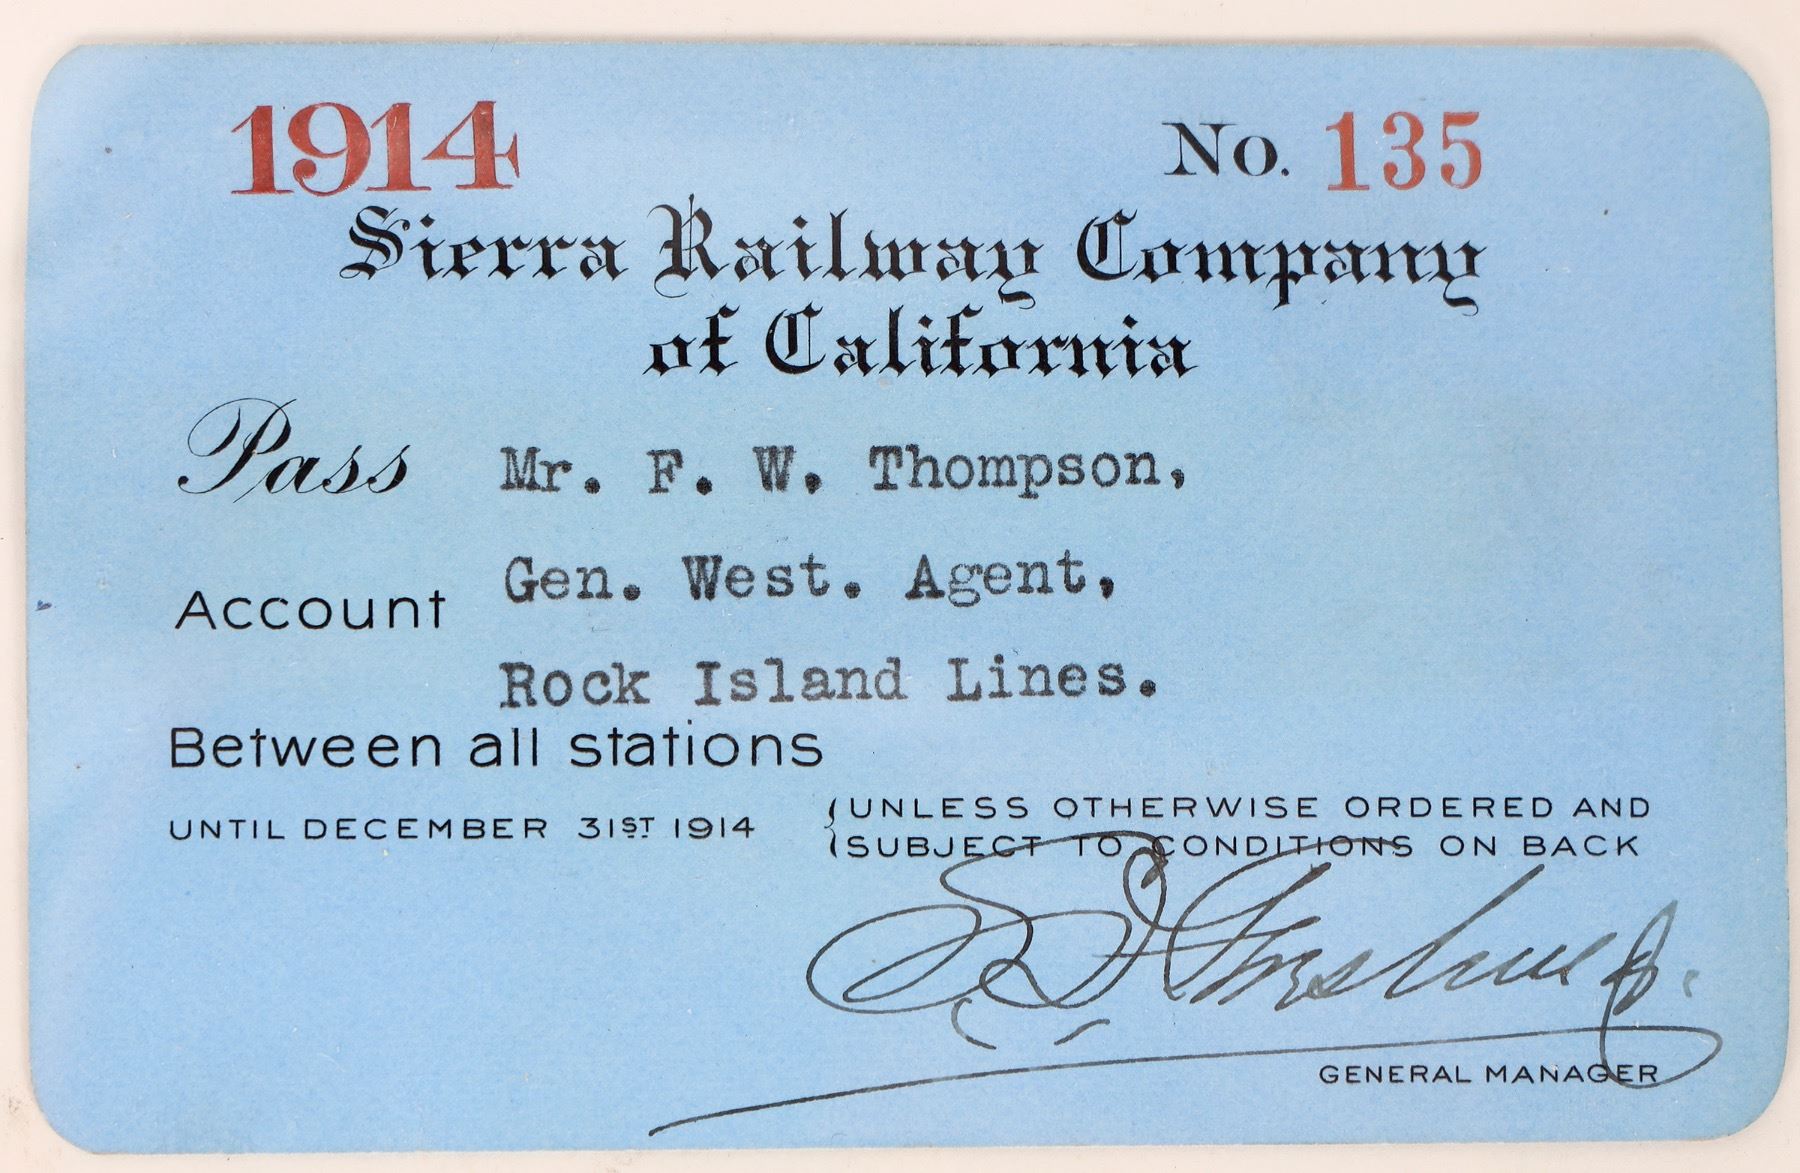 1914 No. 135
Sierra Railway Company
of California
Pass Mr. F. W. Thompson,
Account Gen. West. Agent,
Rock Island Lines.
Between all stations
UNTIL DECEMBER 31ST 1914 { UNLESS OTHERWISE ORDERED AND
SUBJECT TO CONDITIONS ON BACK
GENERAL MANAGER